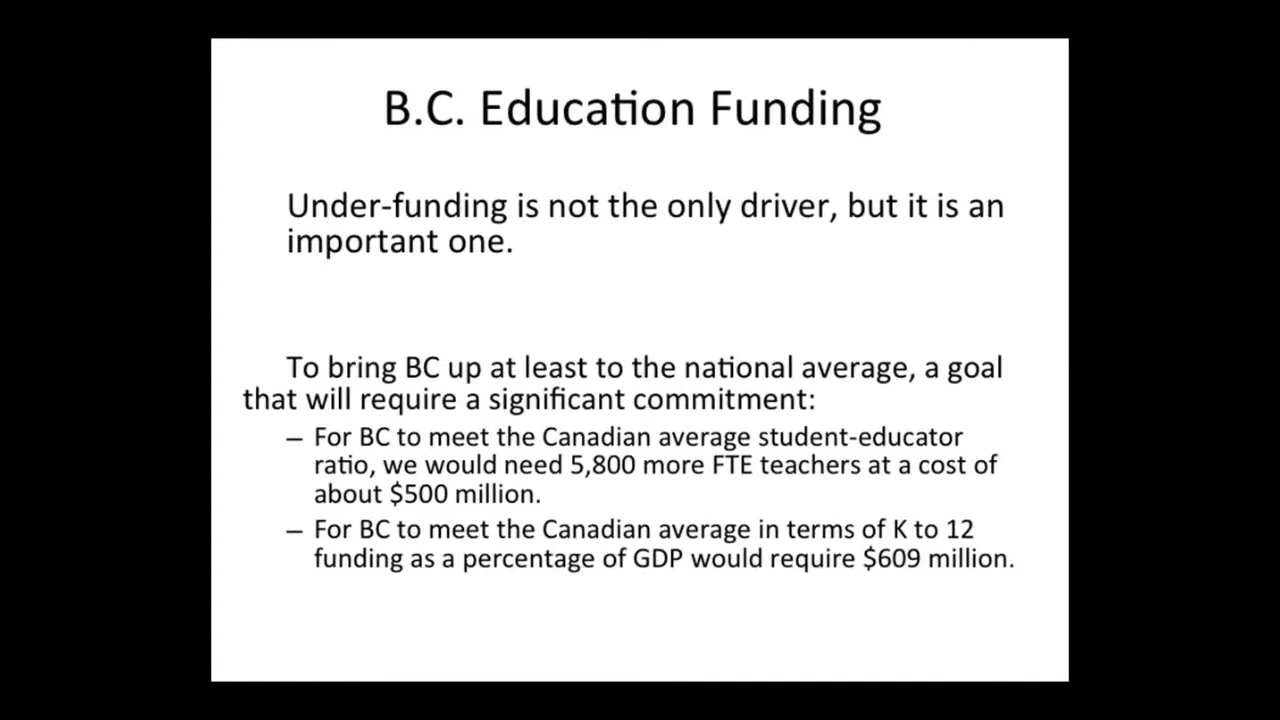 B.C. Education Funding
Under-funding is not the only driver, but it is an
important one.
To bring BC up at least to the national average, a goal
that will require a significant commitment:
– For BC to meet the Canadian average student-educator
ratio, we would need 5,800 more FTE teachers at a cost of
about $500 million.
– For BC to meet the Canadian average in terms of K to 12
funding as a percentage of GDP would require $609 million.